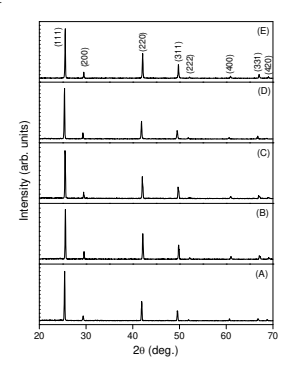 (E)
(111)
(200)
(220)
(311)
(222)
(400)
(331)
(420)
(D)
(C)
(B)
(A)
Intensity (arb. units)
20 30 40 50 60 70
2θ (deg.)